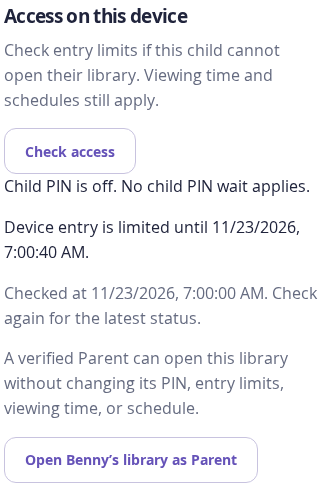 Access on this device
Check entry limits if this child cannot
open their library. Viewing time and
schedules still apply.
Check access
Child PIN is off. No child PIN wait applies.
Device entry is limited until 11/23/2026,
7:00:40 AM.
Checked at 11/23/2026, 7:00:00 AM. Check
again for the latest status.
A verified Parent can open this library
without changing its PIN, entry limits,
viewing time, or schedule.
Open Benny’s library as Parent